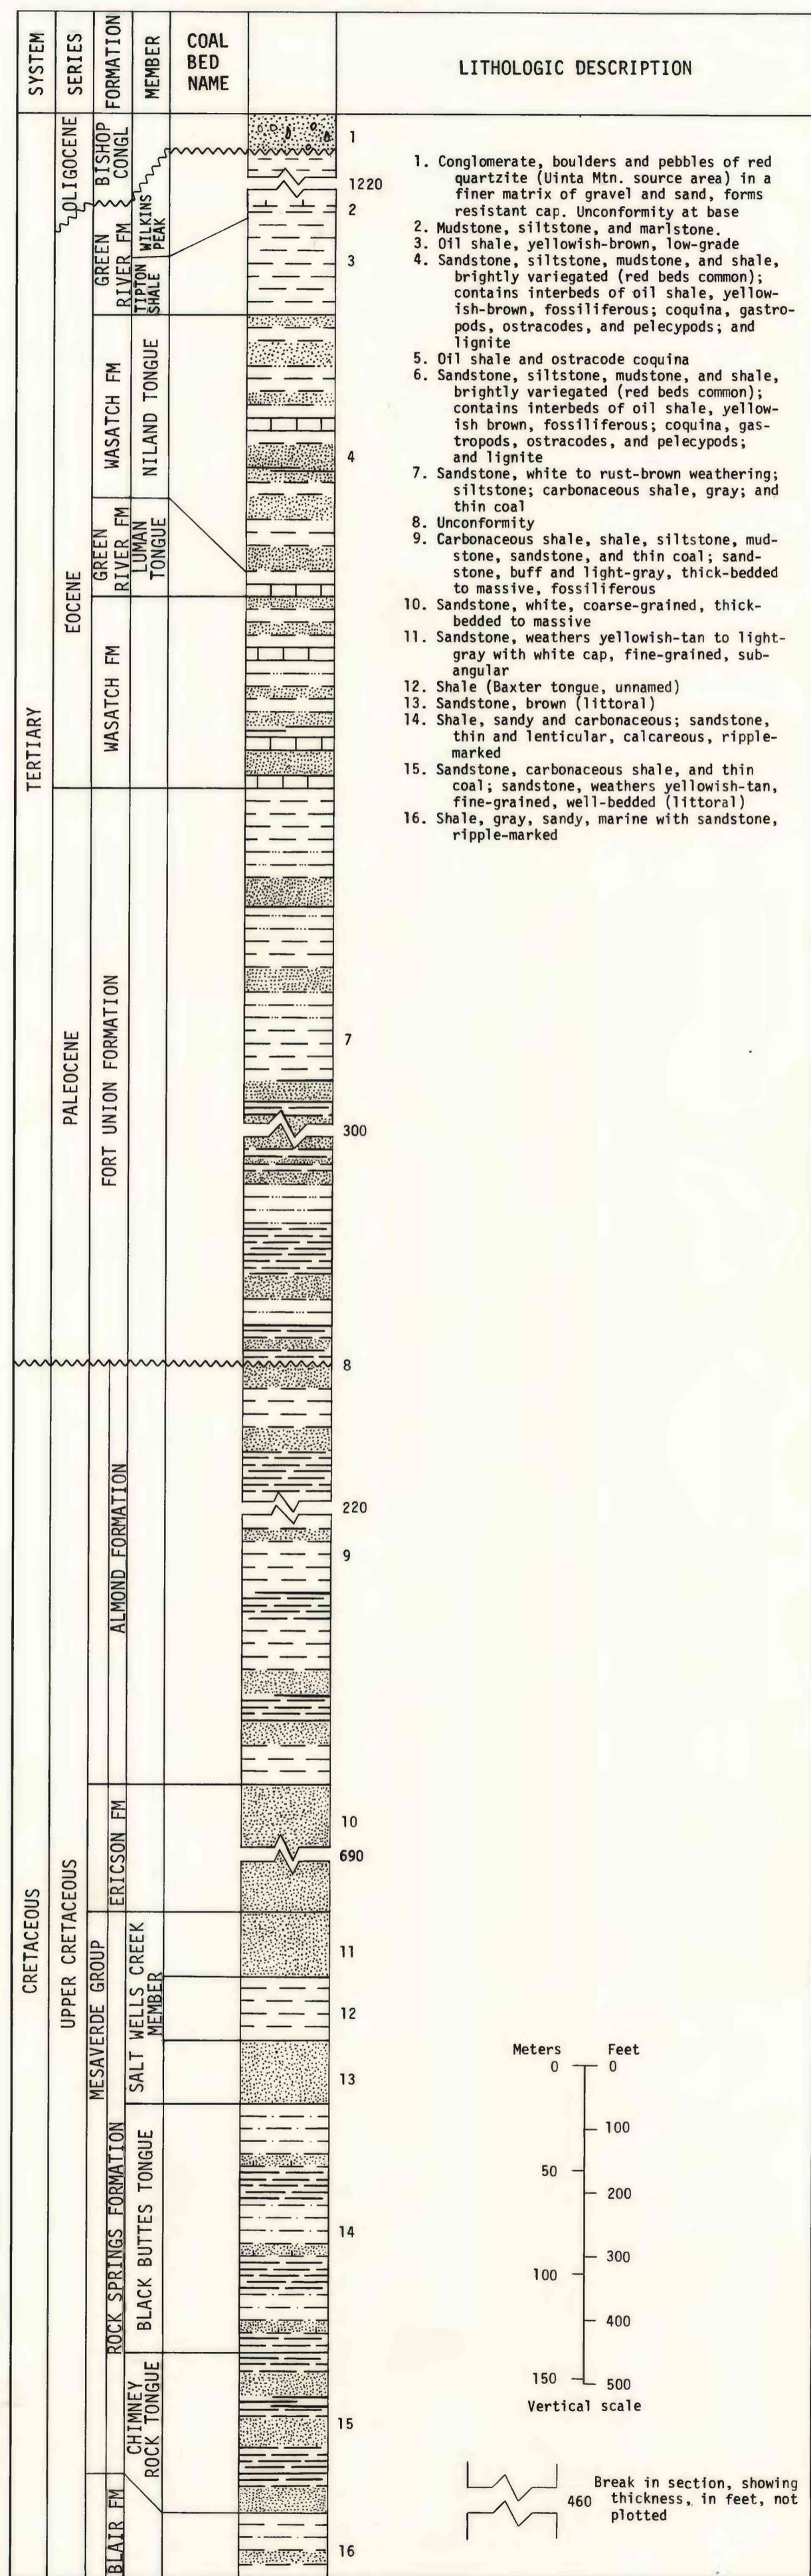 SYSTEM
SERIES
FORMATION
MEMBER
COAL
BED
NAME
LITHOLOGIC DESCRIPTION
TERTIARY
CRETACEOUS
OLIGOCENE
EOCENE
PALEOCENE
UPPER CRETACEOUS
BISHOP
CONGL
GREEN
RIVER FM
WILKINS
PEAK
TIPTON
SHALE
WASATCH FM
NILAND TONGUE
GREEN
RIVER FM
LUMAN
TONGUE
WASATCH FM
FORT UNION FORMATION
ALMOND FORMATION
ERICSON FM
MESAVERDE GROUP
ROCK SPRINGS FORMATION
SALT WELLS CREEK
MEMBER
BLACK BUTTES TONGUE
CHIMNEY
ROCK TONGUE
BLAIR FM
1
1220
2
3
4
7
300
8
220
9
10
690
11
12
13
14
15
16
1. Conglomerate, boulders and pebbles of red
quartzite (Uinta Mtn. source area) in a
finer matrix of gravel and sand, forms
resistant cap. Unconformity at base
2. Mudstone, siltstone, and marlstone.
3. Oil shale, yellowish-brown, low-grade
4. Sandstone, siltstone, mudstone, and shale,
brightly variegated (red beds common);
contains interbeds of oil shale, yellow-
ish-brown, fossiliferous; coquina, gastro-
pods, ostracodes, and pelecypods; and
lignite
5. Oil shale and ostracode coquina
6. Sandstone, siltstone, mudstone, and shale,
brightly variegated (red beds common);
contains interbeds of oil shale, yellow-
ish brown, fossiliferous; coquina, gas-
tropods, ostracodes, and pelecypods;
and lignite
7. Sandstone, white to rust-brown weathering;
siltstone; carbonaceous shale, gray; and
thin coal
8. Unconformity
9. Carbonaceous shale, shale, siltstone, mud-
stone, sandstone, and thin coal; sand-
stone, buff and light-gray, thick-bedded
to massive, fossiliferous
10. Sandstone, white, coarse-grained, thick-
bedded to massive
11. Sandstone, weathers yellowish-tan to light-
gray with white cap, fine-grained, sub-
angular
12. Shale (Baxter tongue, unnamed)
13. Sandstone, brown (littoral)
14. Shale, sandy and carbonaceous; sandstone,
thin and lenticular, calcareous, ripple-
marked
15. Sandstone, carbonaceous shale, and thin
coal; sandstone, weathers yellowish-tan,
fine-grained, well-bedded (littoral)
16. Shale, gray, sandy, marine with sandstone,
ripple-marked
Meters Feet
0 0
100
50
200
300
100
400
150 500
Vertical scale
Break in section, showing
460 thickness, in feet, not
plotted